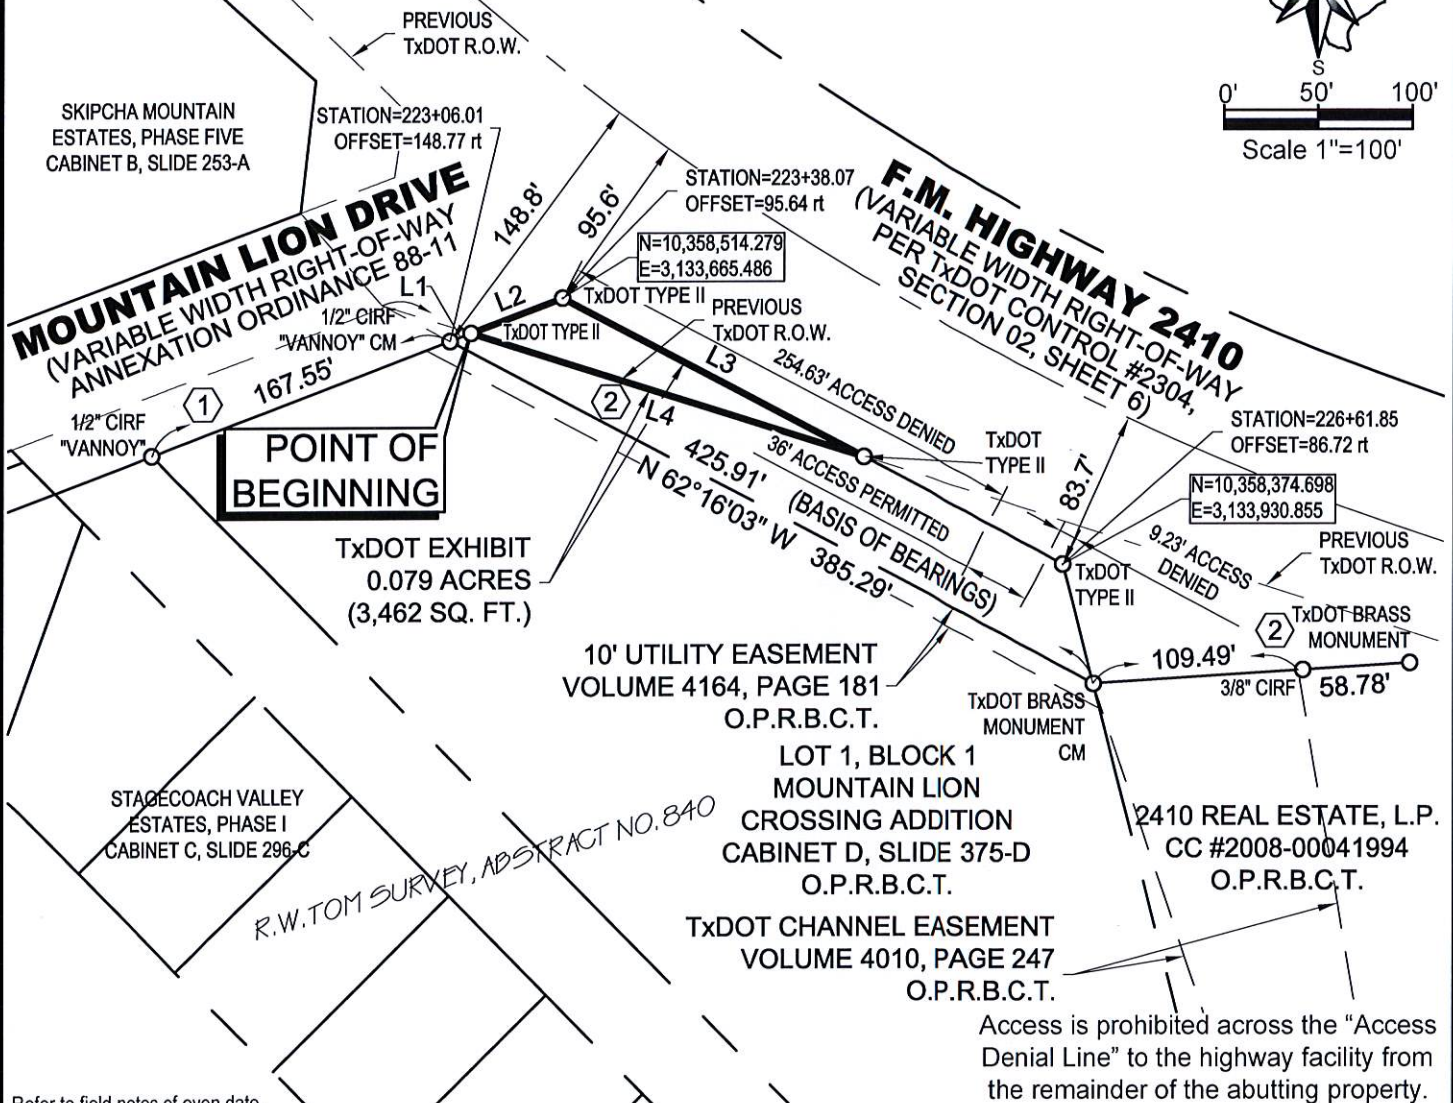 PREVIOUS
TxDOT R.O.W.
S
0' 50' 100'
Scale 1"=100'
SKIPCHA MOUNTAIN
ESTATES, PHASE FIVE
CABINET B, SLIDE 253-A
STATION=223+06.01
OFFSET=148.77 rt
148.8'
95.6'
STATION=223+38.07
OFFSET=95.64 rt
N=10,358,514.279
E=3,133,665.486
F.M. HIGHWAY 2410
(VARIABLE WIDTH RIGHT-OF-WAY
PER TxDOT CONTROL #2304,
SECTION 02, SHEET 6)
MOUNTAIN LION DRIVE
(VARIABLE WIDTH RIGHT-OF-WAY
ANNEXATION ORDINANCE 88-11
L1
L2
TxDOT TYPE II
TxDOT TYPE II
1/2" CIRF
"VANNOY" CM
PREVIOUS
TxDOT R.O.W.
L3
254.63' ACCESS DENIED
167.55'
1
1/2" CIRF
"VANNOY"
2
L4
POINT OF
BEGINNING
425.91'
N 62°16'03" W 385.29'
(BASIS OF BEARINGS)
36' ACCESS PERMITTED
TxDOT
TYPE II
83.7'
STATION=226+61.85
OFFSET=86.72 rt
N=10,358,374.698
E=3,133,930.855
9.23' ACCESS
DENIED
PREVIOUS
TxDOT R.O.W.
TxDOT
TYPE II
TxDOT EXHIBIT
0.079 ACRES
(3,462 SQ. FT.)
2
TxDOT BRASS
MONUMENT
109.49'
3/8" CIRF
58.78'
10' UTILITY EASEMENT
VOLUME 4164, PAGE 181
O.P.R.B.C.T.
TxDOT BRASS
MONUMENT
CM
LOT 1, BLOCK 1
MOUNTAIN LION
CROSSING ADDITION
CABINET D, SLIDE 375-D
O.P.R.B.C.T.
STAGECOACH VALLEY
ESTATES, PHASE I
CABINET C, SLIDE 296-C
R.W. TOM SURVEY, ABSTRACT NO. 840
2410 REAL ESTATE, L.P.
CC #2008-00041994
O.P.R.B.C.T.
TxDOT CHANNEL EASEMENT
VOLUME 4010, PAGE 247
O.P.R.B.C.T.
Access is prohibited across the “Access
Denial Line” to the highway facility from
the remainder of the abutting property.
Refer to field notes of even date